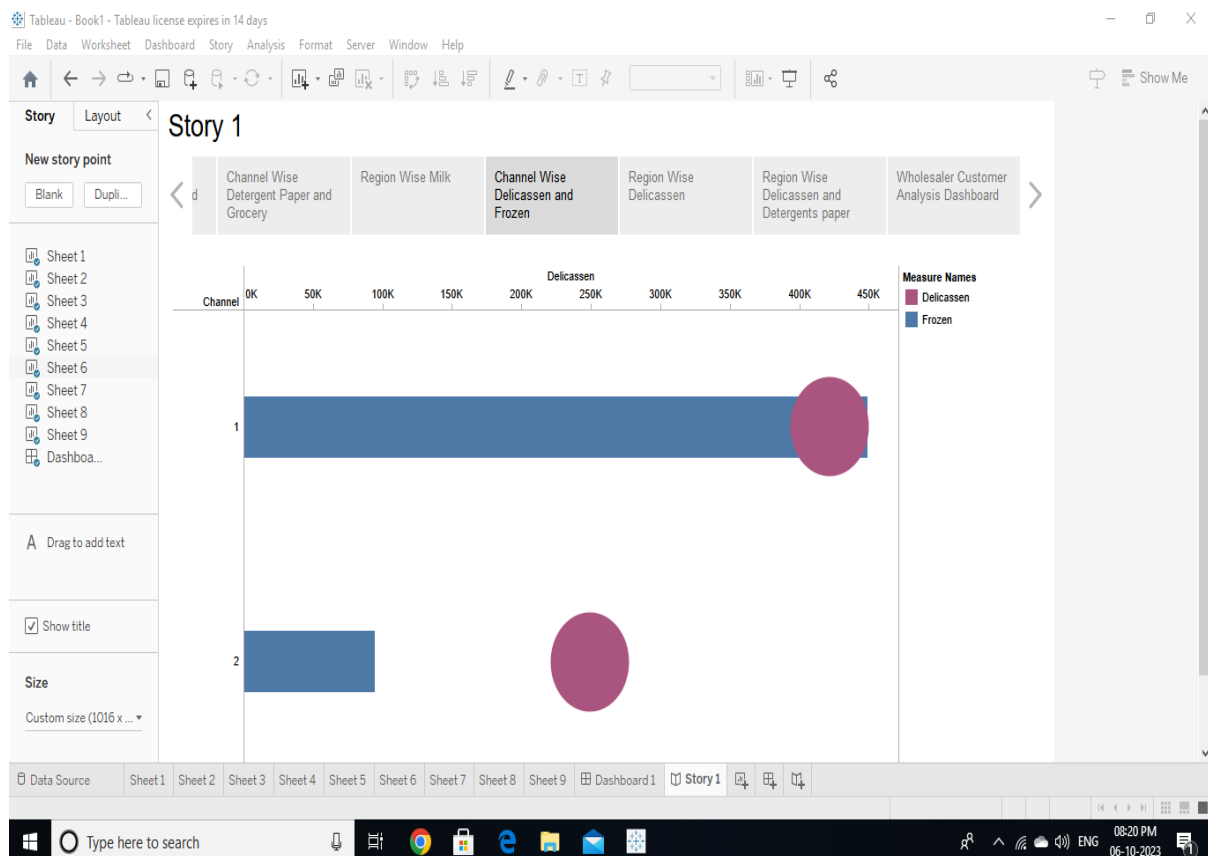 Tableau - Book1 - Tableau license expires in 14 days
File Data Worksheet Dashboard Story Analysis Format Server Window Help
Show Me
Story Layout
New story point
Blank Dupli...
Sheet 1
Sheet 2
Sheet 3
Sheet 4
Sheet 5
Sheet 6
Sheet 7
Sheet 8
Sheet 9
Dashboa...
A Drag to add text
Show title
Size
Custom size (1016 x ...
Story 1
d
Channel Wise
Detergent Paper and
Grocery
Region Wise Milk
Channel Wise
Delicassen and
Frozen
Region Wise
Delicassen
Region Wise
Delicassen and
Detergents paper
Wholesaler Customer
Analysis Dashboard
Delicassen
Channel 0K 50K 100K 150K 200K 250K 300K 350K 400K 450K
1
2
Measure Names
Delicassen
Frozen
Data Source Sheet 1 Sheet 2 Sheet 3 Sheet 4 Sheet 5 Sheet 6 Sheet 7 Sheet 8 Sheet 9 Dashboard 1 Story 1
Type here to search
ENG
08:20 PM
06-10-2023
1